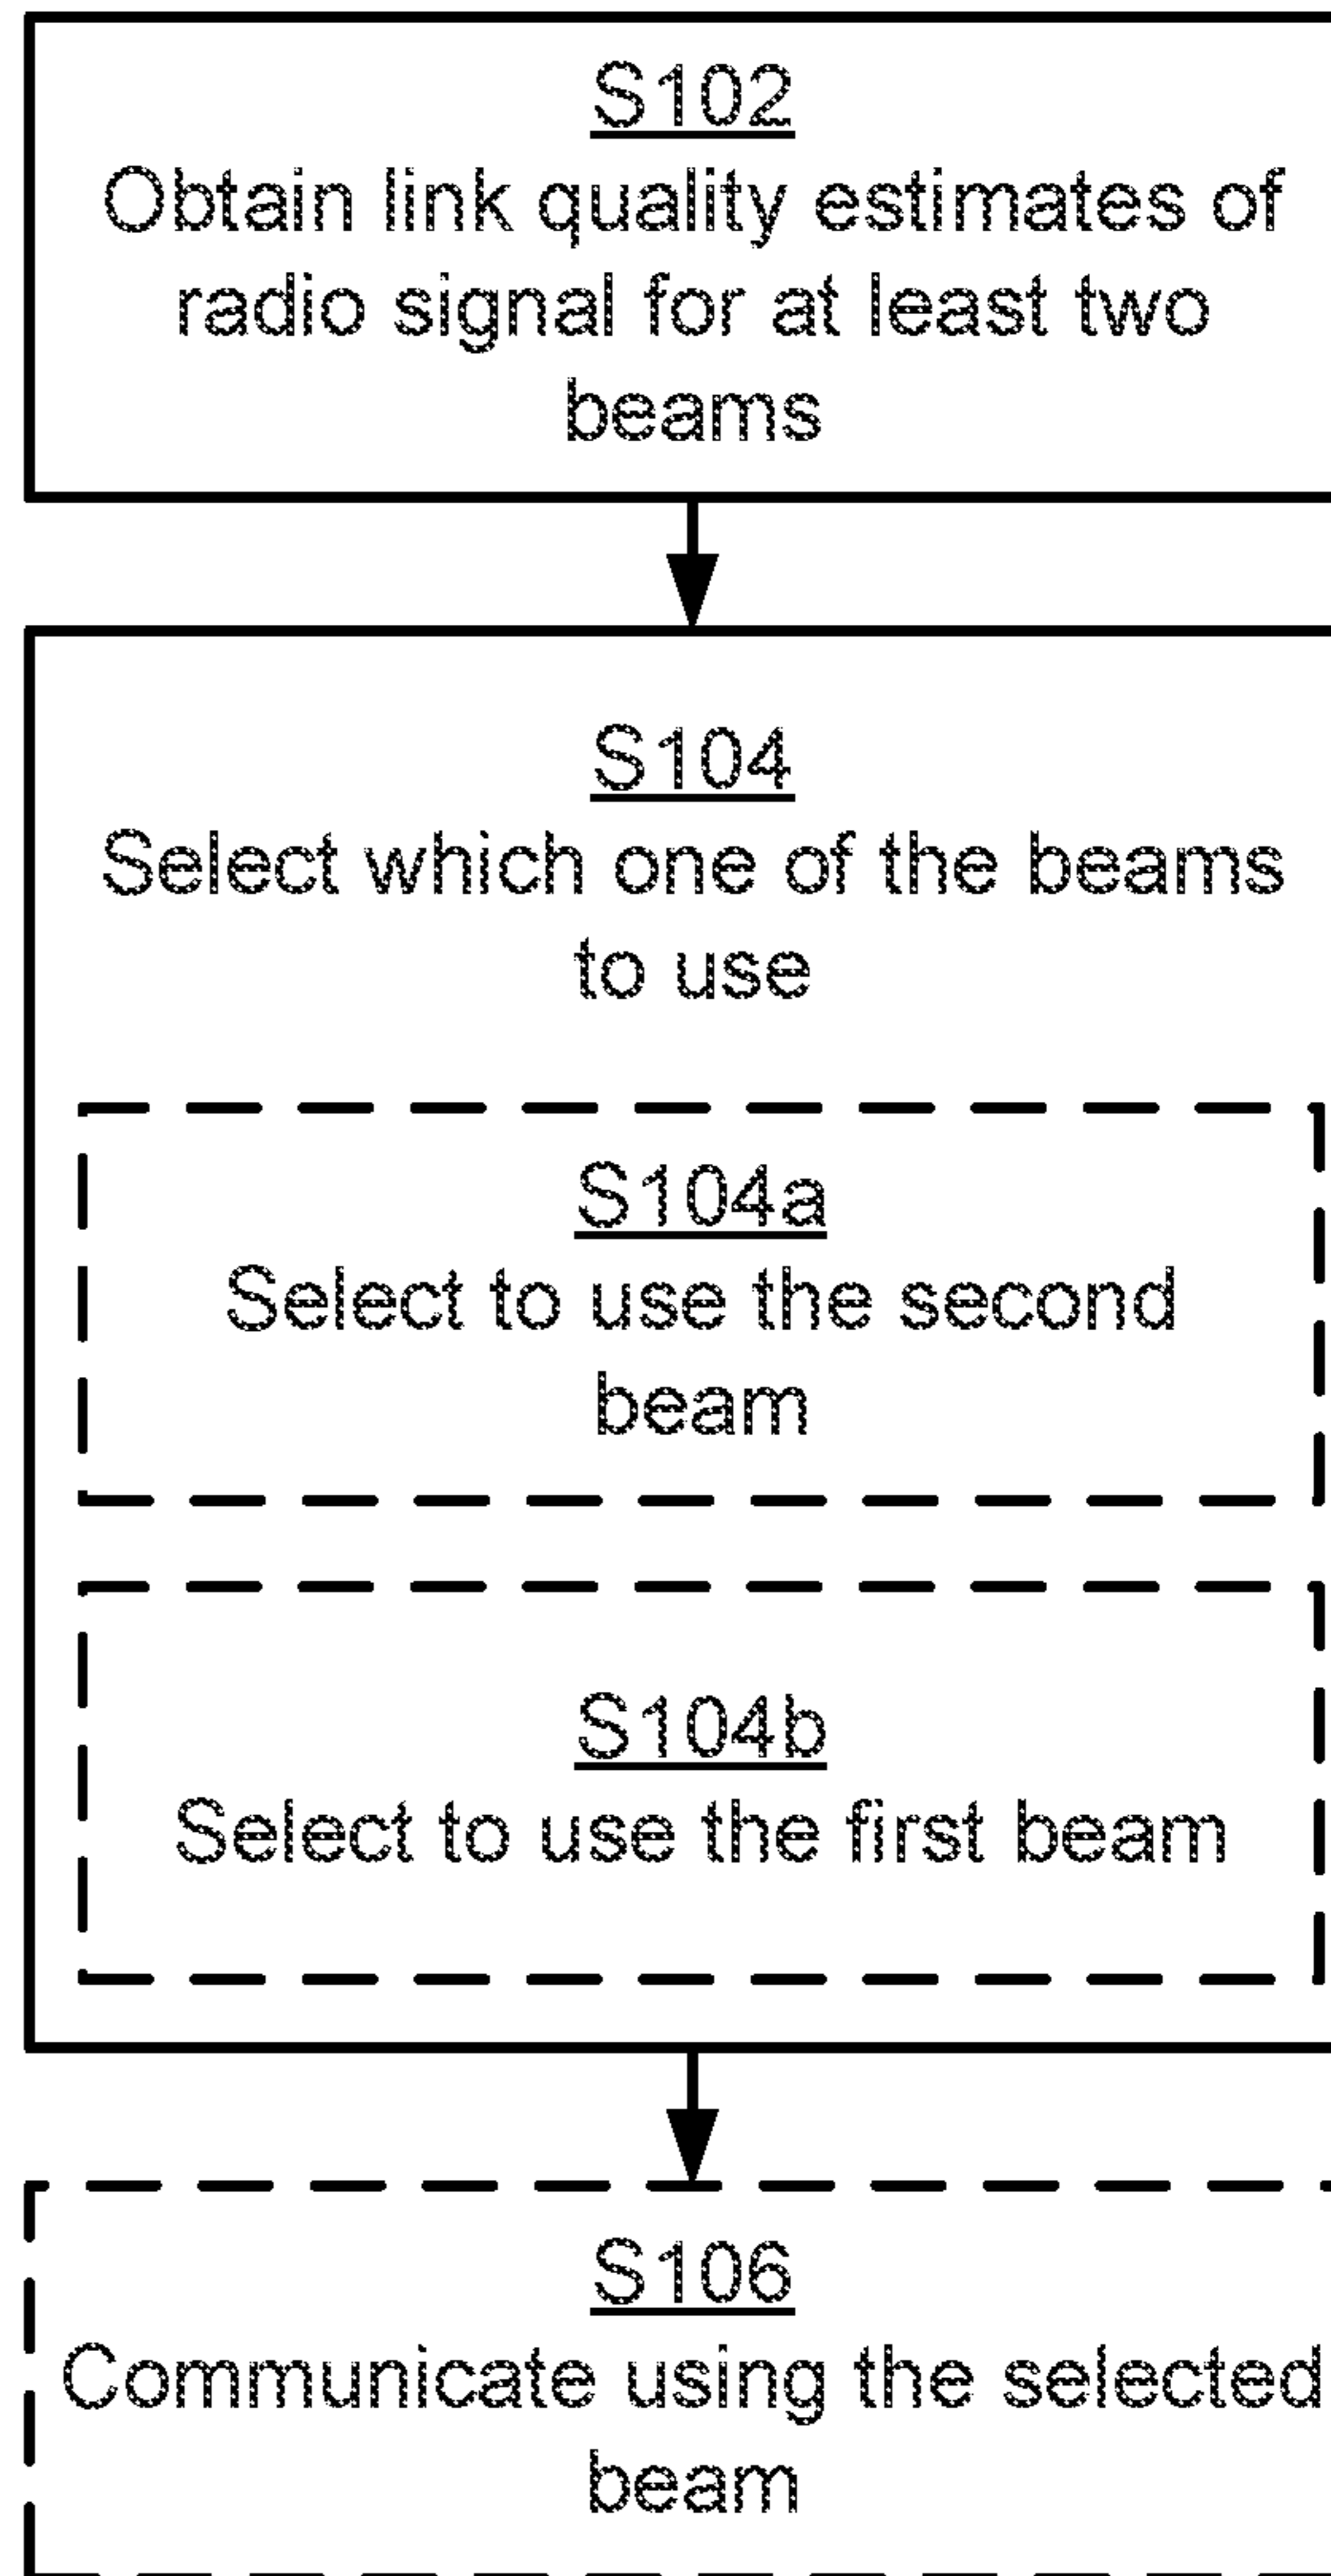 S102
Obtain link quality estimates of
radio signal for at least two
beams
S104
Select which one of the beams
to use
S104a
Select to use the second
beam
S104b
Select to use the first beam
S106
Communicate using the selected
beam